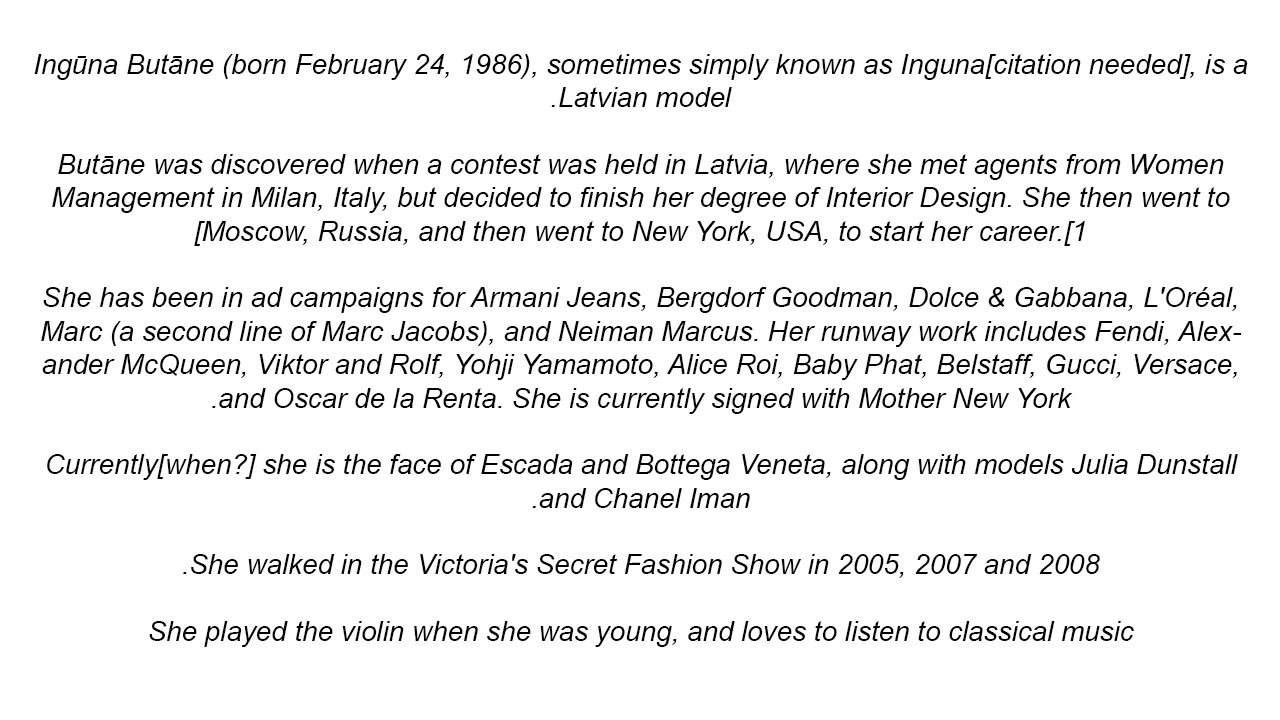 Ingūna Butāne (born February 24, 1986), sometimes simply known as Inguna[citation needed], is a
.Latvian model
Butāne was discovered when a contest was held in Latvia, where she met agents from Women
Management in Milan, Italy, but decided to finish her degree of Interior Design. She then went to
[Moscow, Russia, and then went to New York, USA, to start her career.[1
She has been in ad campaigns for Armani Jeans, Bergdorf Goodman, Dolce & Gabbana, L'Oréal,
Marc (a second line of Marc Jacobs), and Neiman Marcus. Her runway work includes Fendi, Alex-
ander McQueen, Viktor and Rolf, Yohji Yamamoto, Alice Roi, Baby Phat, Belstaff, Gucci, Versace,
.and Oscar de la Renta. She is currently signed with Mother New York
Currently[when?] she is the face of Escada and Bottega Veneta, along with models Julia Dunstall
.and Chanel Iman
.She walked in the Victoria's Secret Fashion Show in 2005, 2007 and 2008
She played the violin when she was young, and loves to listen to classical music